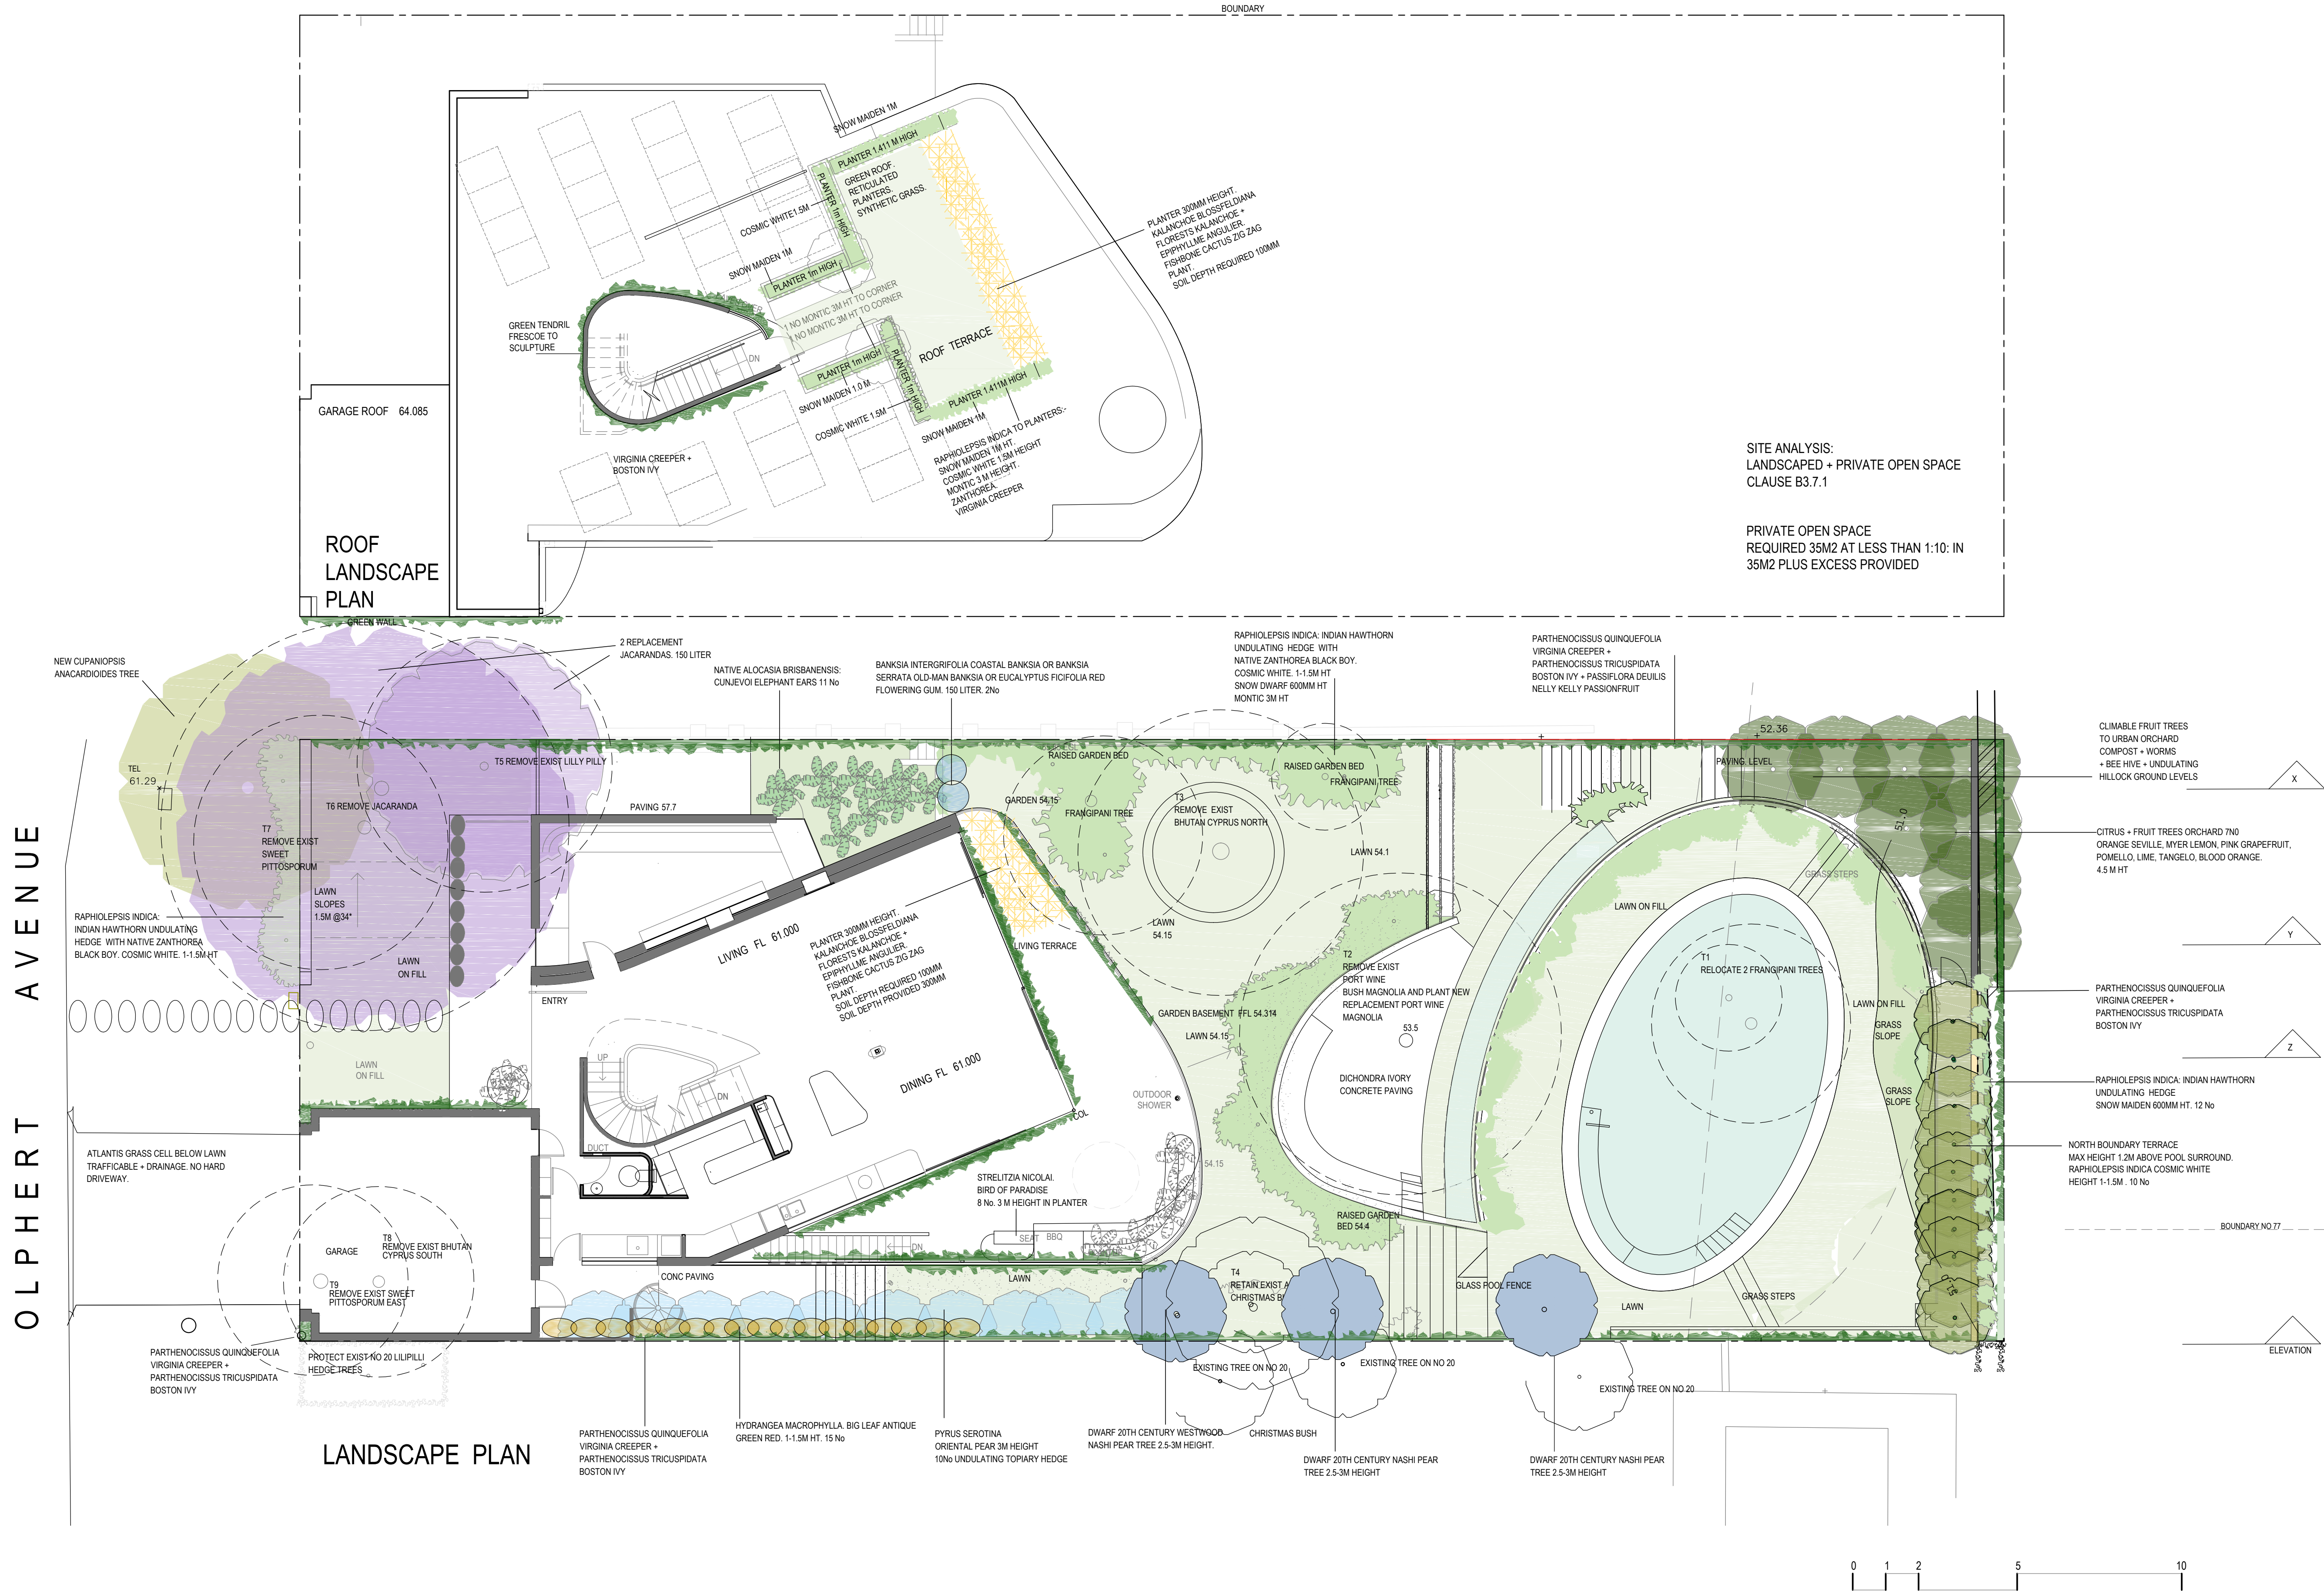 BOUNDARY
SNOW MAIDEN 1M
PLANTER 1.411 M HIGH
GREEN ROOF.
RETICULATED
PLANTERS.
SYNTHETIC GRASS.
PLANTER 1m HIGH
COSMIC WHITE1.5M
SNOW MAIDEN 1M
PLANTER 1m HIGH
1 NO MONTIC 3M HT TO CORNER
1 NO MONTIC 3M HT TO CORNER
PLANTER 300MM HEIGHT.
KALANCHOE BLOSSFELDIANA
FLORESTS KALANCHOE +
EPIPHYLLME ANGULIER.
FISHBONE CACTUS ZIG ZAG
PLANT.
SOIL DEPTH REQUIRED 100MM
GREEN TENDRIL
FRESCOE TO
SCULPTURE
DN
ROOF TERRACE
PLANTER 1m HIGH
PLANTER 1m HIGH
PLANTER 1.411M HIGH
SNOW MAIDEN 1.0 M
COSMIC WHITE 1.5M
SNOW MAIDEN 1M
RAPHIOLEPSIS INDICA TO PLANTERS:-
SNOW MAIDEN 1M HT.
COSMIC WHITE 1.5M HEIGHT
MONTIC 3 M HEIGHT.
ZANTHOREA.
VIRGINIA CREEPER
VIRGINIA CREEPER +
BOSTON IVY
GARAGE ROOF 64.085
ROOF
LANDSCAPE
PLAN
SITE ANALYSIS:
LANDSCAPED + PRIVATE OPEN SPACE
CLAUSE B3.7.1
PRIVATE OPEN SPACE
REQUIRED 35M2 AT LESS THAN 1:10: IN
35M2 PLUS EXCESS PROVIDED
GREEN WALL
NEW CUPANIOPSIS
ANACARDIOIDES TREE
2 REPLACEMENT
JACARANDAS. 150 LITER
NATIVE ALOCASIA BRISBANENSIS:
CUNJEVOI ELEPHANT EARS 11 No
BANKSIA INTERGRIFOLIA COASTAL BANKSIA OR BANKSIA
SERRATA OLD-MAN BANKSIA OR EUCALYPTUS FICIFOLIA RED
FLOWERING GUM. 150 LITER. 2No
RAPHIOLEPSIS INDICA: INDIAN HAWTHORN
UNDULATING HEDGE WITH
NATIVE ZANTHOREA BLACK BOY.
COSMIC WHITE. 1-1.5M HT
SNOW DWARF 600MM HT
MONTIC 3M HT
PARTHENOCISSUS QUINQUEFOLIA
VIRGINIA CREEPER +
PARTHENOCISSUS TRICUSPIDATA
BOSTON IVY + PASSIFLORA DEUILIS
NELLY KELLY PASSIONFRUIT
CLIMABLE FRUIT TREES
TO URBAN ORCHARD
COMPOST + WORMS
+ BEE HIVE + UNDULATING
HILLOCK GROUND LEVELS
X
CITRUS + FRUIT TREES ORCHARD 7N0
ORANGE SEVILLE, MYER LEMON, PINK GRAPEFRUIT,
POMELLO, LIME, TANGELO, BLOOD ORANGE.
4.5 M HT
Y
TEL
61.29
T5 REMOVE EXIST LILLY PILLY
T6 REMOVE JACARANDA
T7
REMOVE EXIST
SWEET
PITTOSPORUM
LAWN
SLOPES
1.5M @34*
LAWN
ON FILL
RAPHIOLEPSIS INDICA:
INDIAN HAWTHORN UNDULATING
HEDGE WITH NATIVE ZANTHOREA
BLACK BOY. COSMIC WHITE. 1-1.5M HT
PAVING 57.7
RAISED GARDEN BED
GARDEN 54.15
FRANGIPANI TREE
T3
REMOVE EXIST
BHUTAN CYPRUS NORTH
RAISED GARDEN BED
FRANGIPANI TREE
LAWN 54.1
52.36
PAVING LEVEL
51.0
GRASS STEPS
LAWN ON FILL
LIVING FL 61.000
PLANTER 300MM HEIGHT.
KALANCHOE BLOSSFELDIANA
FLORESTS KALANCHOE +
EPIPHYLLME ANGULIER.
FISHBONE CACTUS ZIG ZAG
PLANT.
SOIL DEPTH REQUIRED 100MM
SOIL DEPTH PROVIDED 300MM
LIVING TERRACE
LAWN
54.15
T2
REMOVE EXIST
PORT WINE
BUSH MAGNOLIA AND PLANT NEW
REPLACEMENT PORT WINE
MAGNOLIA
53.5
T1
RELOCATE 2 FRANGIPANI TREES
LAWN ON FILL
GRASS
SLOPE
GRASS
SLOPE
ENTRY
GARDEN BASEMENT FFL 54.314
LAWN 54.15
DINING FL 61.000
UP
DN
DUCT
COL
OUTDOOR
SHOWER
54.15
DICHONDRA IVORY
CONCRETE PAVING
LAWN
ON FILL
PARTHENOCISSUS QUINQUEFOLIA
VIRGINIA CREEPER +
PARTHENOCISSUS TRICUSPIDATA
BOSTON IVY
Z
RAPHIOLEPSIS INDICA: INDIAN HAWTHORN
UNDULATING HEDGE
SNOW MAIDEN 600MM HT. 12 No
NORTH BOUNDARY TERRACE
MAX HEIGHT 1.2M ABOVE POOL SURROUND.
RAPHIOLEPSIS INDICA COSMIC WHITE
HEIGHT 1-1.5M . 10 No
BOUNDARY NO 77
ELEVATION
OLPHERT AVENUE
ATLANTIS GRASS CELL BELOW LAWN
TRAFFICABLE + DRAINAGE. NO HARD
DRIVEWAY.
STRELITZIA NICOLAI.
BIRD OF PARADISE
8 No. 3 M HEIGHT IN PLANTER
SEAT
BBQ
DN
RAISED GARDEN
BED 54.4
GARAGE
T8
REMOVE EXIST BHUTAN
CYPRUS SOUTH
T9
REMOVE EXIST SWEET
PITTOSPORUM EAST
CONC PAVING
LAWN
T4
RETAIN EXIST
CHRISTMAS
GLASS POOL FENCE
LAWN
GRASS STEPS
PARTHENOCISSUS QUINQUEFOLIA
VIRGINIA CREEPER +
PARTHENOCISSUS TRICUSPIDATA
BOSTON IVY
PROTECT EXIST NO 20 LILIPILLI
HEDGE TREES
EXISTING TREE ON NO 20
EXISTING TREE ON NO 20
EXISTING TREE ON NO 20
LANDSCAPE PLAN
PARTHENOCISSUS QUINQUEFOLIA
VIRGINIA CREEPER +
PARTHENOCISSUS TRICUSPIDATA
BOSTON IVY
HYDRANGEA MACROPHYLLA. BIG LEAF ANTIQUE
GREEN RED. 1-1.5M HT. 15 No
PYRUS SEROTINA
ORIENTAL PEAR 3M HEIGHT
10No UNDULATING TOPIARY HEDGE
DWARF 20TH CENTURY WESTWOOD
NASHI PEAR TREE 2.5-3M HEIGHT.
CHRISTMAS BUSH
DWARF 20TH CENTURY NASHI PEAR
TREE 2.5-3M HEIGHT
DWARF 20TH CENTURY NASHI PEAR
TREE 2.5-3M HEIGHT
0 1 2 5 10